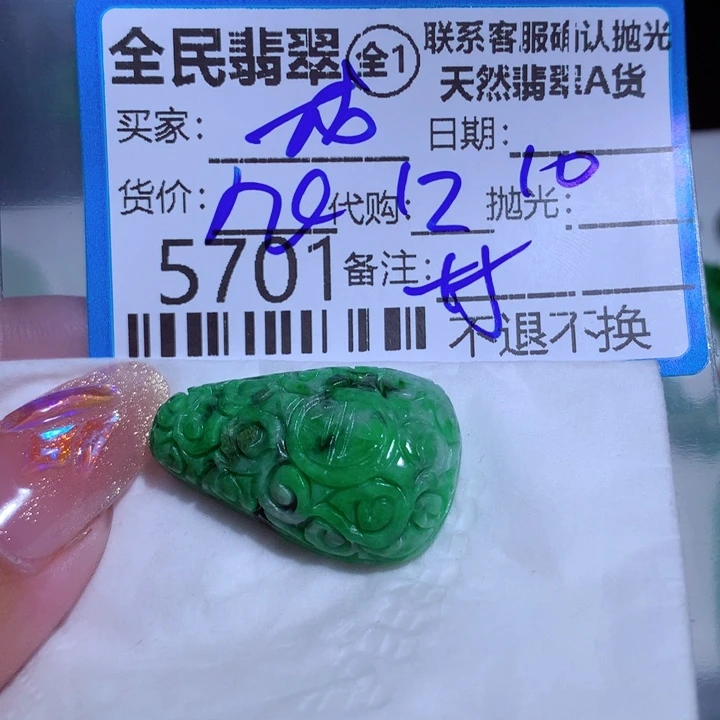 全民翡翠 全1 联系客服确认抛光
天然翡翠A货
买家: 日期:
货价: 代购: 12 抛光: 10
5701 备注:
不退不换